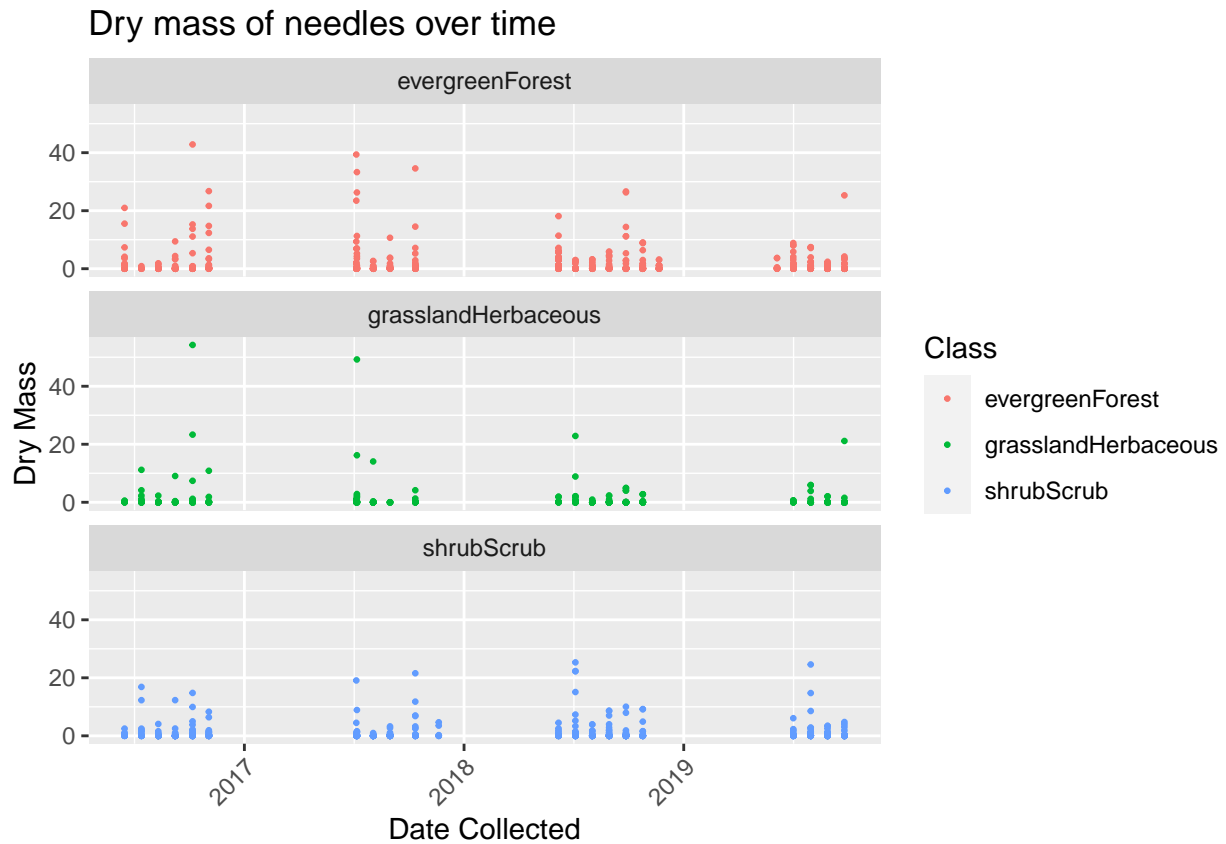 Dry mass of needles over time
evergreenForest
40
20
0
grasslandHerbaceous
40
20
0
shrubScrub
40
20
0
2017
2018
2019
Date Collected
Dry Mass
Class
evergreenForest
grasslandHerbaceous
shrubScrub